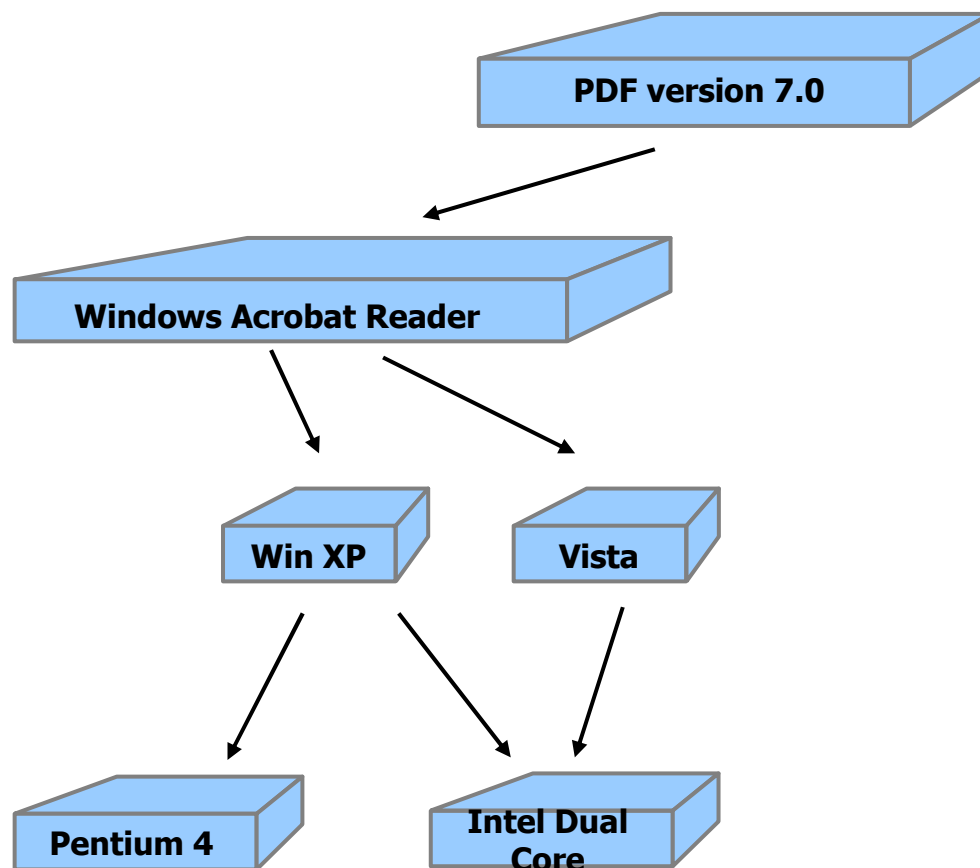 PDF version 7.0
Windows Acrobat Reader
Win XP
Vista
Pentium 4
Intel Dual
Core